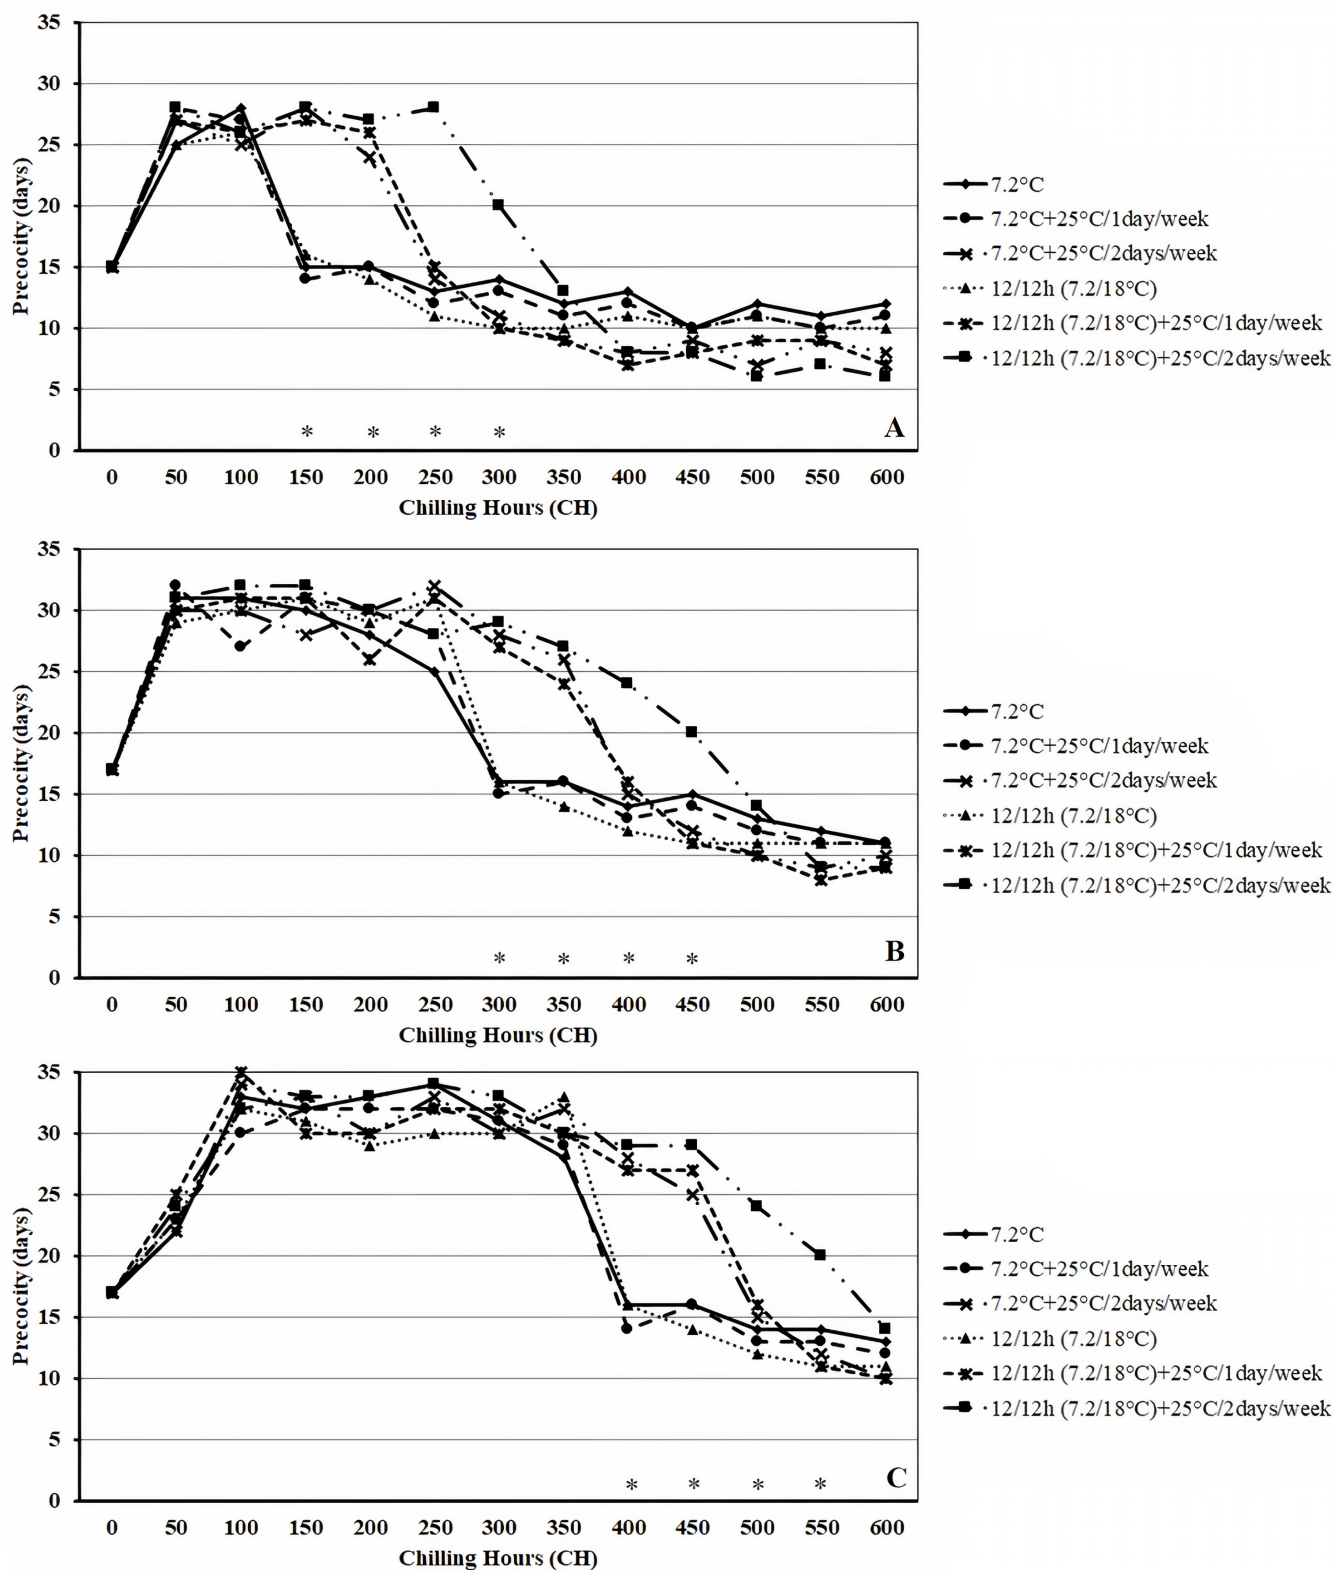 35
30
25
20
15
10
5
0
Precocity (days)
0 50 100 150 200 250 300 350 400 450 500 550 600
Chilling Hours (CH)
* * * *
A
7.2°C
7.2°C+25°C/1day/week
7.2°C+25°C/2days/week
12/12h (7.2/18°C)
12/12h (7.2/18°C)+25°C/1day/week
12/12h (7.2/18°C)+25°C/2days/week
35
30
25
20
15
10
5
0
Precocity (days)
0 50 100 150 200 250 300 350 400 450 500 550 600
Chilling Hours (CH)
* * * *
B
7.2°C
7.2°C+25°C/1day/week
7.2°C+25°C/2days/week
12/12h (7.2/18°C)
12/12h (7.2/18°C)+25°C/1day/week
12/12h (7.2/18°C)+25°C/2days/week
35
30
25
20
15
10
5
0
Precocity (days)
0 50 100 150 200 250 300 350 400 450 500 550 600
Chilling Hours (CH)
* * * *
C
7.2°C
7.2°C+25°C/1day/week
7.2°C+25°C/2days/week
12/12h (7.2/18°C)
12/12h (7.2/18°C)+25°C/1day/week
12/12h (7.2/18°C)+25°C/2days/week